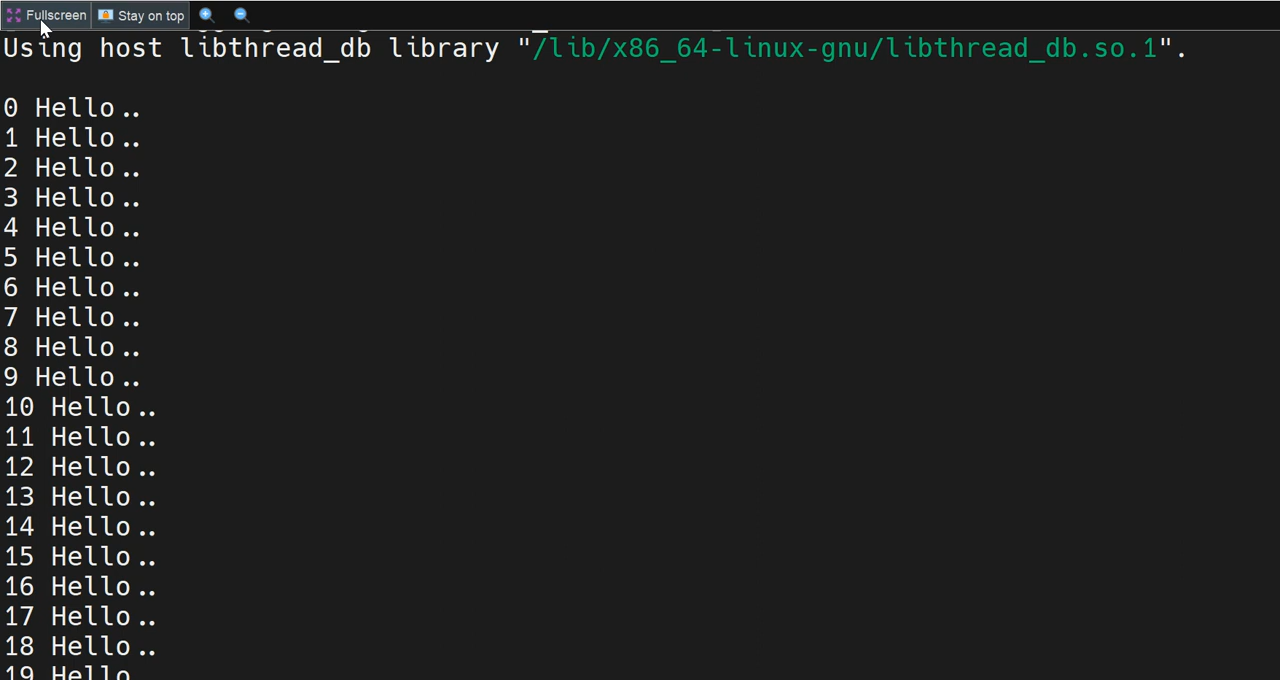 Fullscreen Stay on top
Using host libthread_db library "/lib/x86_64-linux-gnu/libthread_db.so.1".
0 Hello..
1 Hello..
2 Hello..
3 Hello..
4 Hello..
5 Hello..
6 Hello..
7 Hello..
8 Hello..
9 Hello..
10 Hello..
11 Hello..
12 Hello..
13 Hello..
14 Hello..
15 Hello..
16 Hello..
17 Hello..
18 Hello..
19 Hello